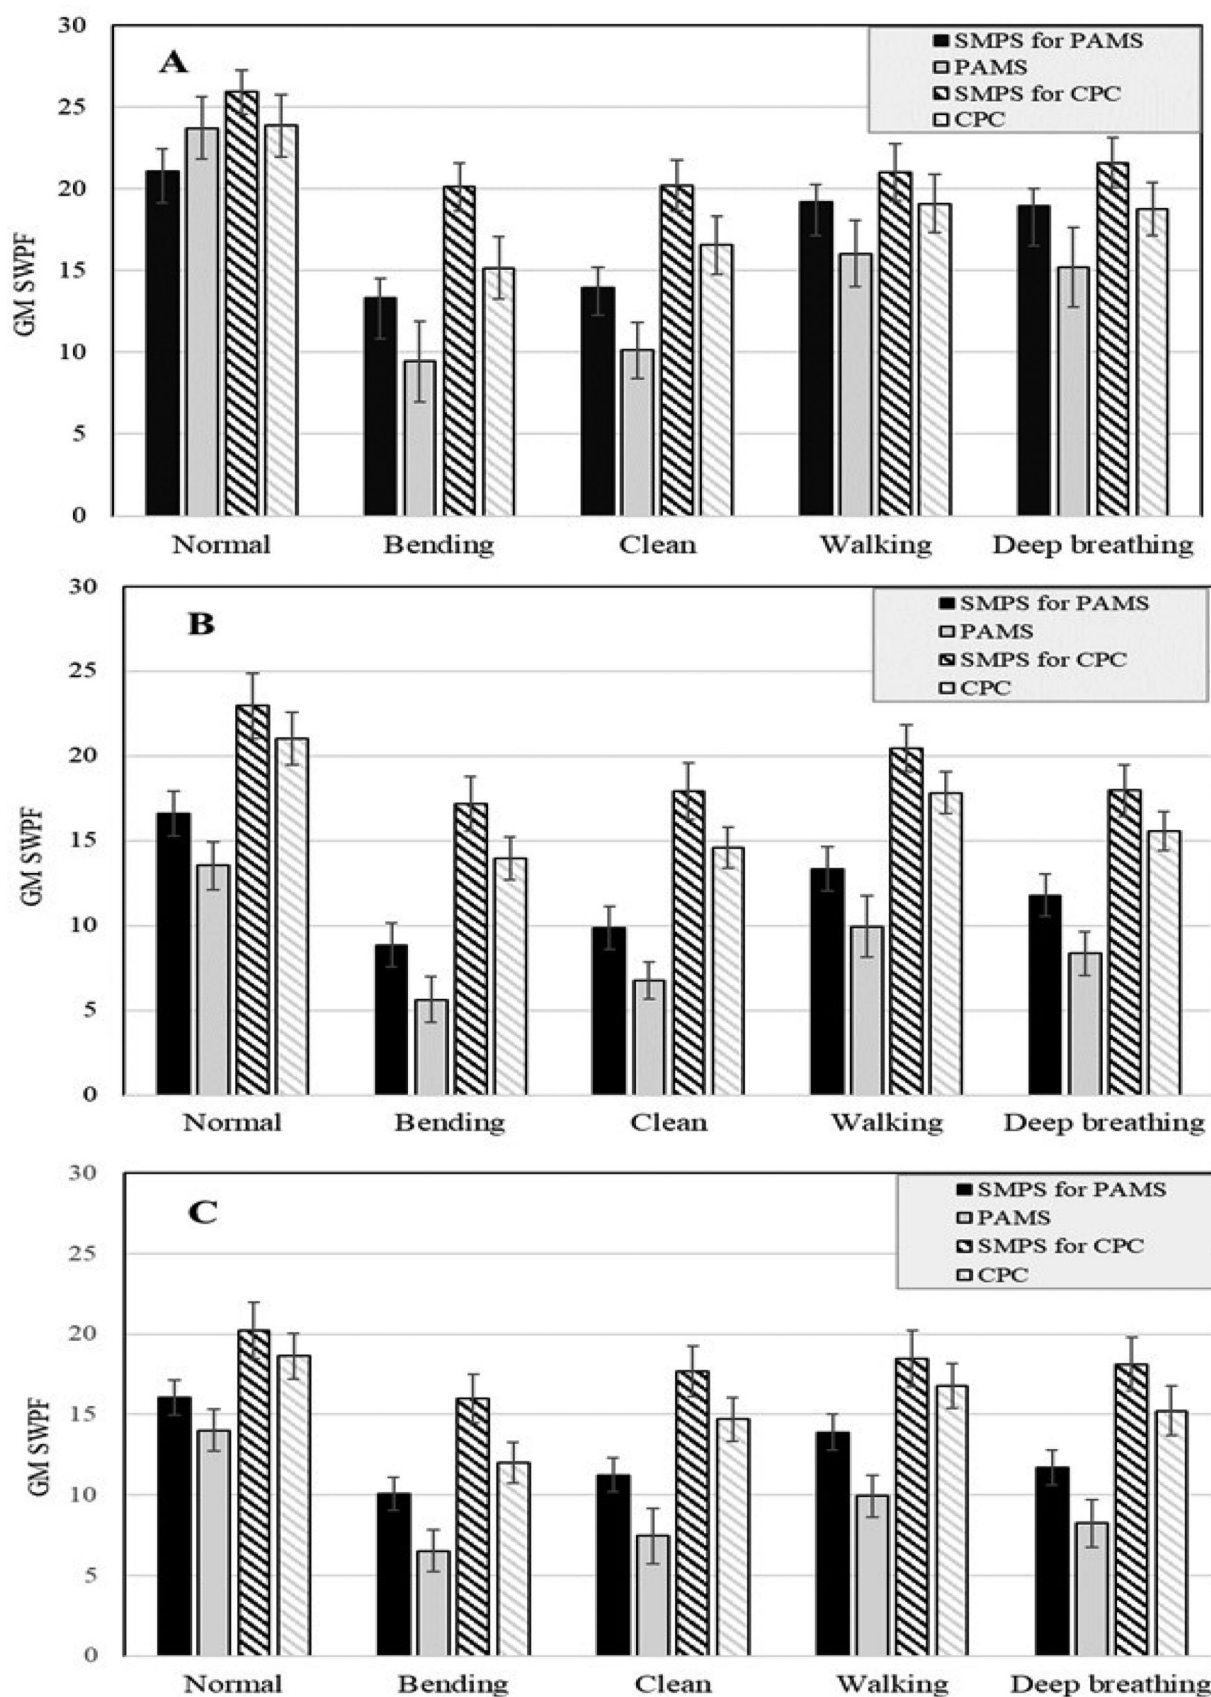 30
A
SMPS for PAMS
PAMS
SMPS for CPC
CPC
25
20
15
10
5
0
GM SWPF
Normal Bending Clean Walking Deep breathing
30
B
SMPS for PAMS
PAMS
SMPS for CPC
CPC
25
20
15
10
5
0
GM SWPF
Normal Bending Clean Walking Deep breathing
30
C
SMPS for PAMS
PAMS
SMPS for CPC
CPC
25
20
15
10
5
0
GM SWPF
Normal Bending Clean Walking Deep breathing